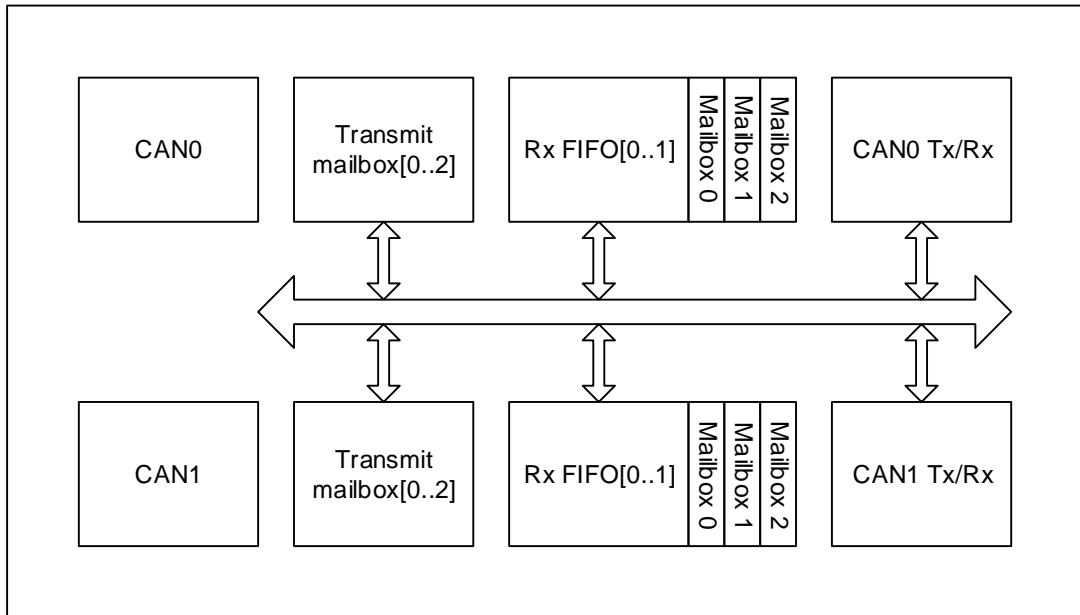 CAN0
Transmit
mailbox[0..2]
Rx FIFO[0..1]
Mailbox 0
Mailbox 1
Mailbox 2
CAN0 Tx/Rx
CAN1
Transmit
mailbox[0..2]
Rx FIFO[0..1]
Mailbox 0
Mailbox 1
Mailbox 2
CAN1 Tx/Rx